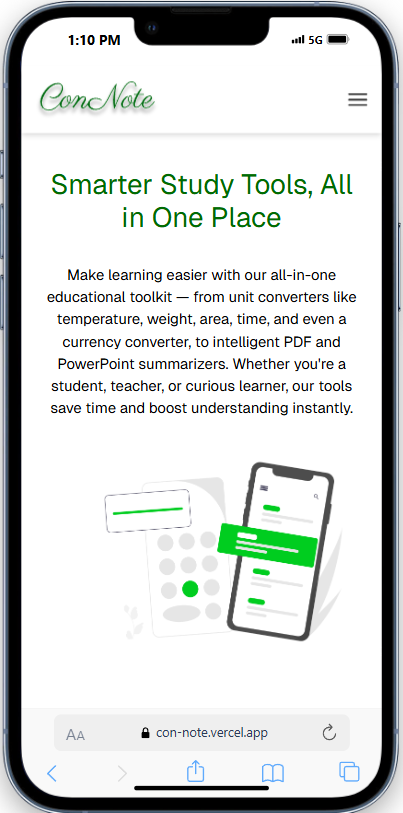 1:10 PM 5G
ConcNote
Smarter Study Tools, All
in One Place
Make learning easier with our all-in-one
educational toolkit — from unit converters like
temperature, weight, area, time, and even a
currency converter, to intelligent PDF and
PowerPoint summarizers. Whether you're a
student, teacher, or curious learner, our tools
save time and boost understanding instantly.
AA con-note.vercel.app